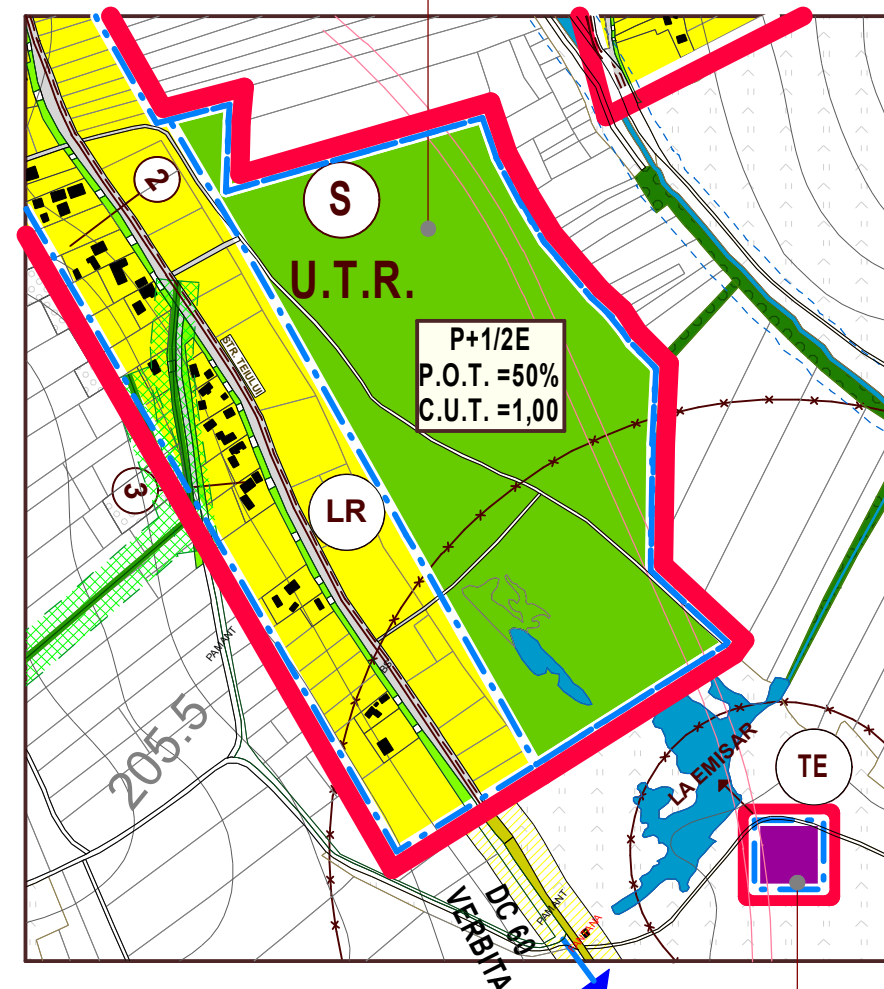 2
S
U.T.R.
P+1/2E
P.O.T. =50%
C.U.T. =1,00
STR. TEIULUI
3
LR
PAMANT
205.5
LA EMISAR
TE
DC 60
VERBITA
PAMANT